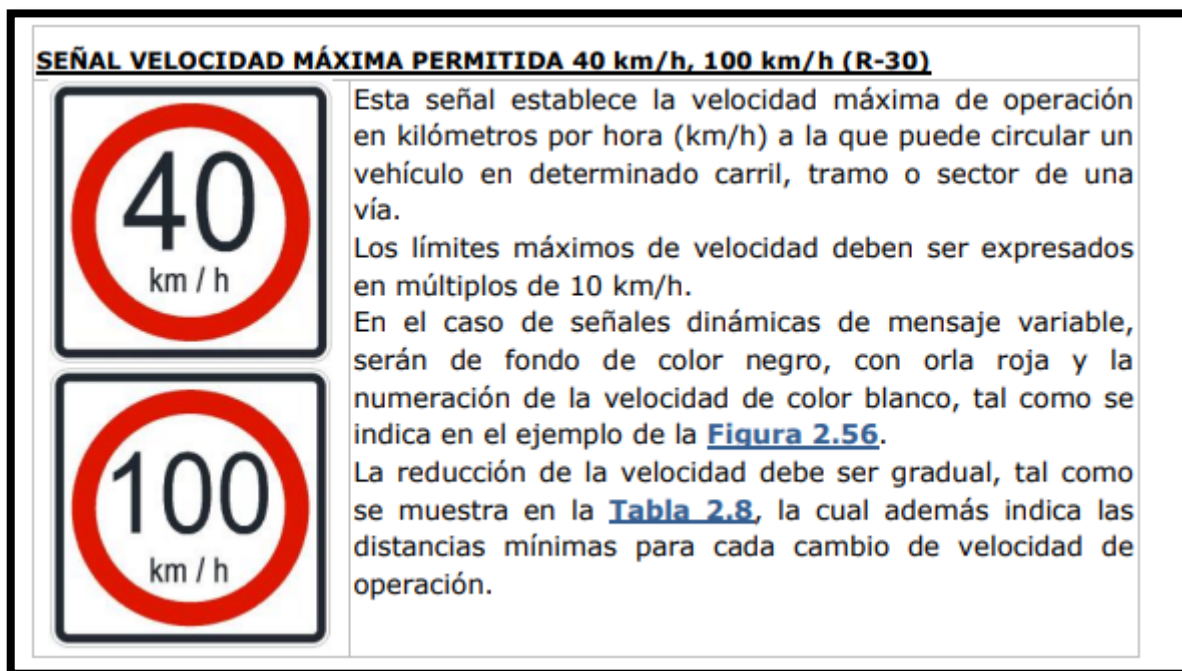 SEÑAL VELOCIDAD MÁXIMA PERMITIDA 40 km/h, 100 km/h (R-30)
40
km / h
100
km / h
Esta señal establece la velocidad máxima de operación
en kilómetros por hora (km/h) a la que puede circular un
vehículo en determinado carril, tramo o sector de una
vía.
Los límites máximos de velocidad deben ser expresados
en múltiplos de 10 km/h.
En el caso de señales dinámicas de mensaje variable,
serán de fondo de color negro, con orla roja y la
numeración de la velocidad de color blanco, tal como se
indica en el ejemplo de la Figura 2.56.
La reducción de la velocidad debe ser gradual, tal como
se muestra en la Tabla 2.8, la cual además indica las
distancias mínimas para cada cambio de velocidad de
operación.